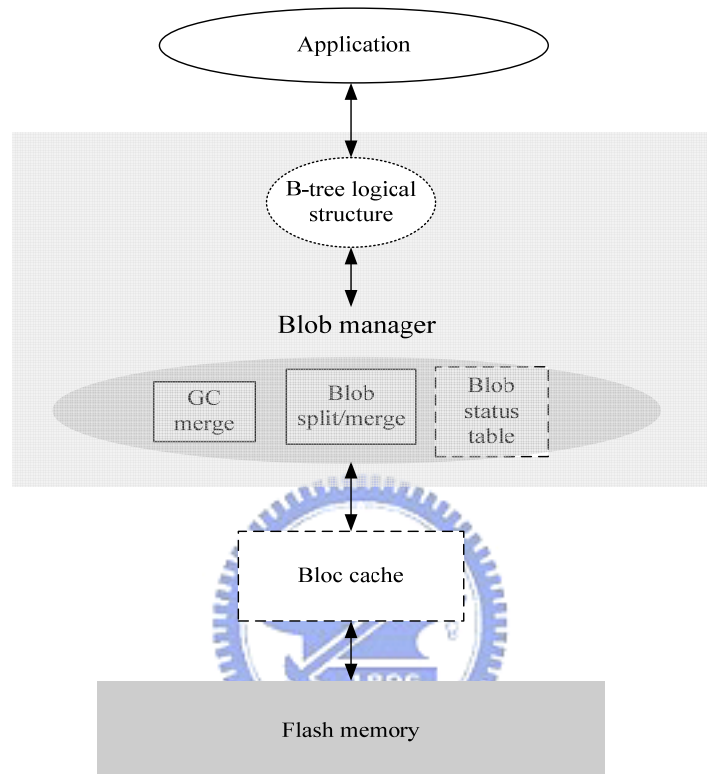 Application
B-tree logical
structure
Blob manager
GC
merge
Blob
split/merge
Blob
status
table
Bloc cache
Flash memory